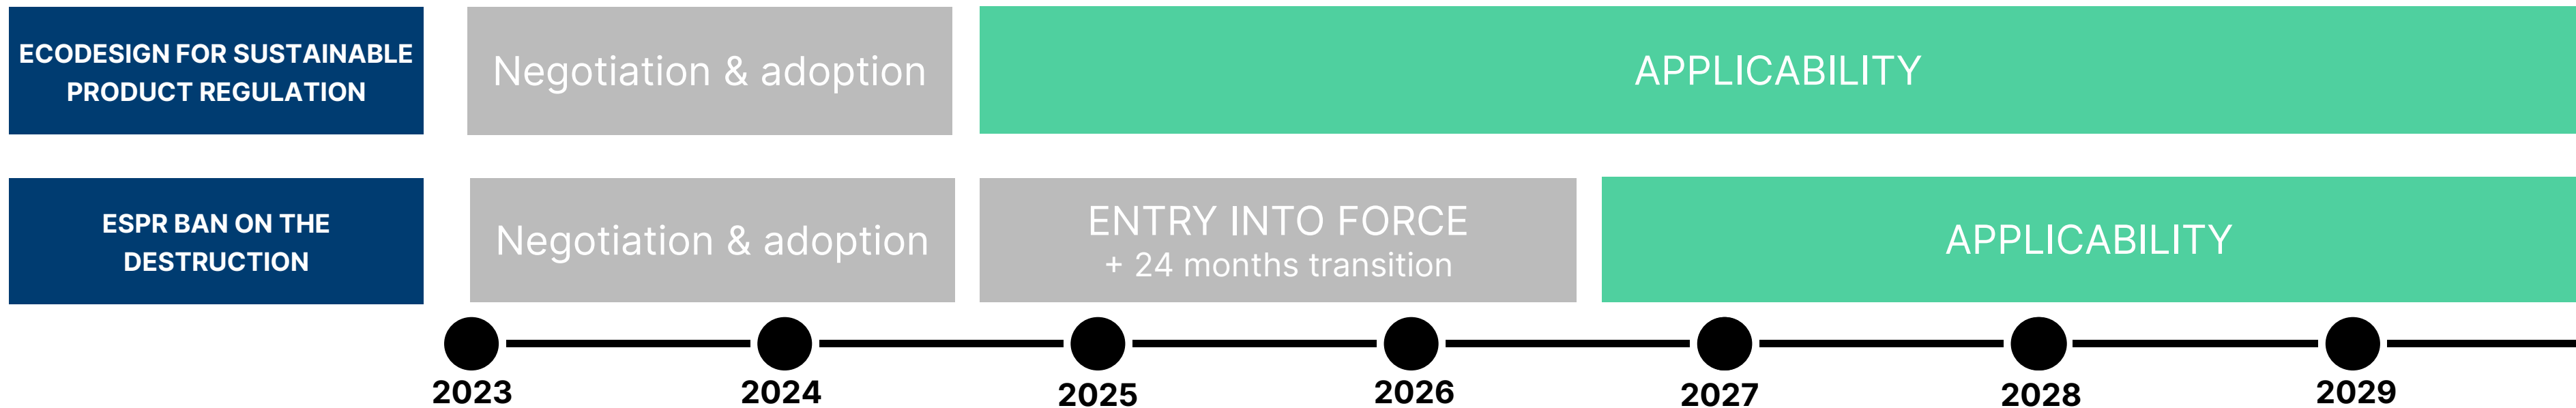 ECODESIGN FOR SUSTAINABLE
PRODUCT REGULATION
Negotiation & adoption
APPLICABILITY
ESPR BAN ON THE
DESTRUCTION
Negotiation & adoption
ENTRY INTO FORCE
+ 24 months transition
APPLICABILITY
2023
2024
2025
2026
2027
2028
2029